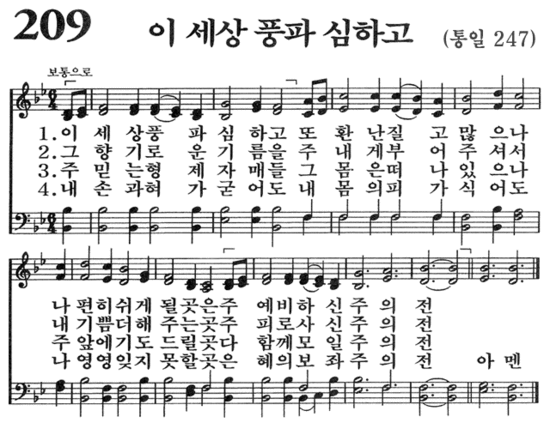 209 이 세상 풍파 심하고 (통일 247)
보통으로
1. 이 세 상풍 파 심 하고 또 환 난질 고 많 으나
2. 그 향 기로 운 기 름을 주 내 게부 어 주 셔서
3. 주 믿 는형 제 자 매들 그 몸 은떠 나 있 으나
4. 내 손 과혀 가 굳 어도 내 몸 의피 가 식 어도
나 편히쉬 게 될곳은주 예비하 신 주 의 전
내 기쁨더 해 주는곳주 피로사 신 주 의 전
주 앞에기 도 드릴곳다 함께모 일 주 의 전
나 영영잊 지 못할곳은 혜의보 좌 주 의 전 아 멘